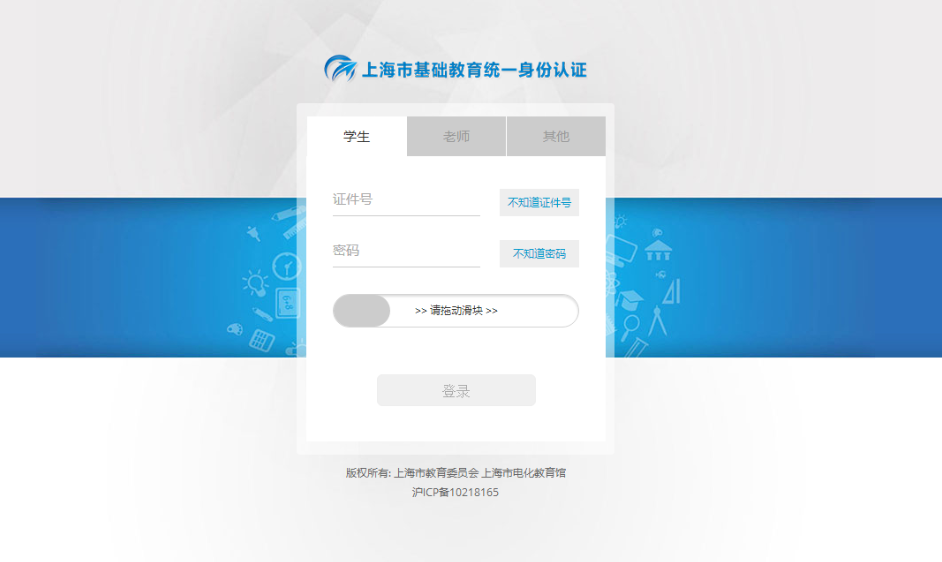 上海市基础教育统一身份认证
学生 老师 其他
证件号 不知道证件号
密码 不知道密码
>> 请拖动滑块 >>
登录
版权所有: 上海市教育委员会 上海市电化教育馆
沪ICP备10218165